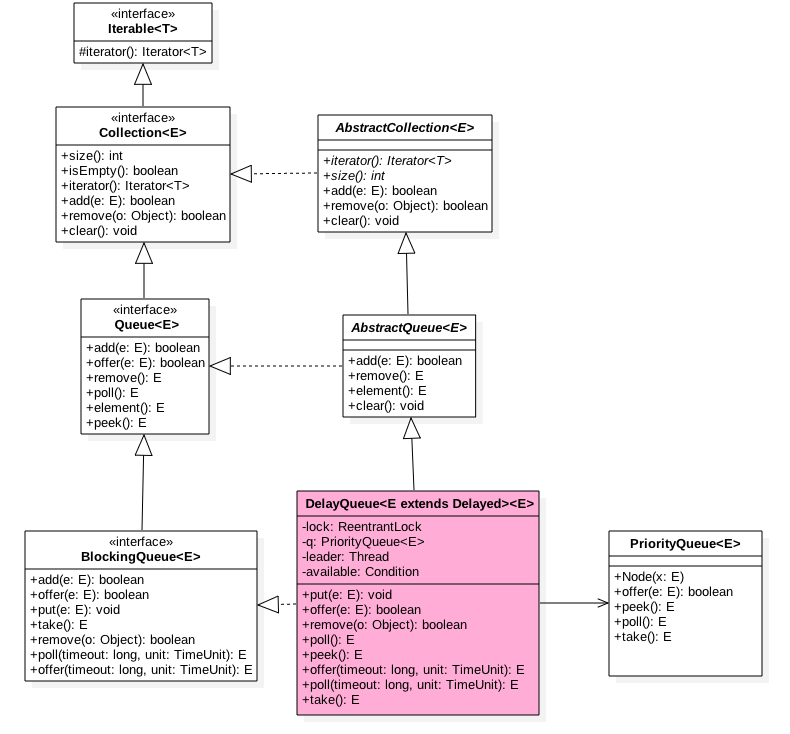 «interface»
Iterable<T>
#iterator(): Iterator<T>
«interface»
Collection<E>
+size(): int
+isEmpty(): boolean
+iterator(): Iterator<T>
+add(e: E): boolean
+remove(o: Object): boolean
+clear(): void
AbstractCollection<E>
+iterator(): Iterator<T>
+size(): int
+add(e: E): boolean
+remove(o: Object): boolean
+clear(): void
«interface»
Queue<E>
+add(e: E): boolean
+offer(e: E): boolean
+remove(): E
+poll(): E
+element(): E
+peek(): E
AbstractQueue<E>
+add(e: E): boolean
+remove(): E
+element(): E
+clear(): void
«interface»
BlockingQueue<E>
+add(e: E): boolean
+offer(e: E): boolean
+put(e: E): void
+take(): E
+remove(o: Object): boolean
+poll(timeout: long, unit: TimeUnit): E
+offer(timeout: long, unit: TimeUnit): E
DelayQueue<E extends Delayed><E>
-lock: ReentrantLock
-q: PriorityQueue<E>
-leader: Thread
-available: Condition
+put(e: E): void
+offer(e: E): boolean
+remove(o: Object): boolean
+poll(): E
+peek(): E
+offer(timeout: long, unit: TimeUnit): E
+poll(timeout: long, unit: TimeUnit): E
+take(): E
PriorityQueue<E>
+Node(x: E)
+offer(e: E): boolean
+peek(): E
+poll(): E
+take(): E